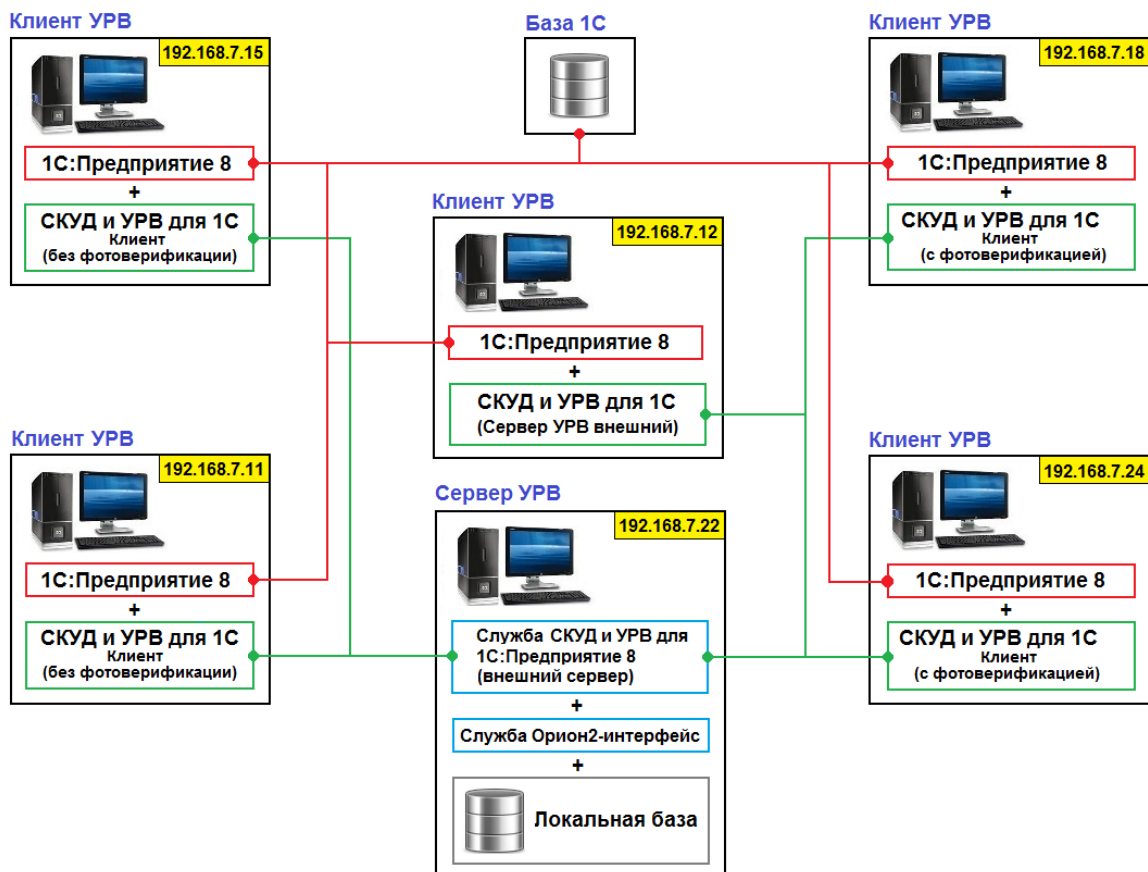 Клиент УРВ
192.168.7.15
1С:Предприятие 8
+
СКУД и УРВ для 1С
Клиент
(без фотоверификации)
База 1С
Клиент УРВ
192.168.7.18
1С:Предприятие 8
+
СКУД и УРВ для 1С
Клиент
(с фотоверификацией)
Клиент УРВ
192.168.7.12
1С:Предприятие 8
+
СКУД и УРВ для 1С
(Сервер УРВ внешний)
Клиент УРВ
192.168.7.11
1С:Предприятие 8
+
СКУД и УРВ для 1С
Клиент
(без фотоверификации)
Сервер УРВ
192.168.7.22
Служба СКУД и УРВ для
1С:Предприятие 8
(внешний сервер)
+
Служба Орион2-интерфейс
+
Локальная база
Клиент УРВ
192.168.7.24
1С:Предприятие 8
+
СКУД и УРВ для 1С
Клиент
(с фотоверификацией)